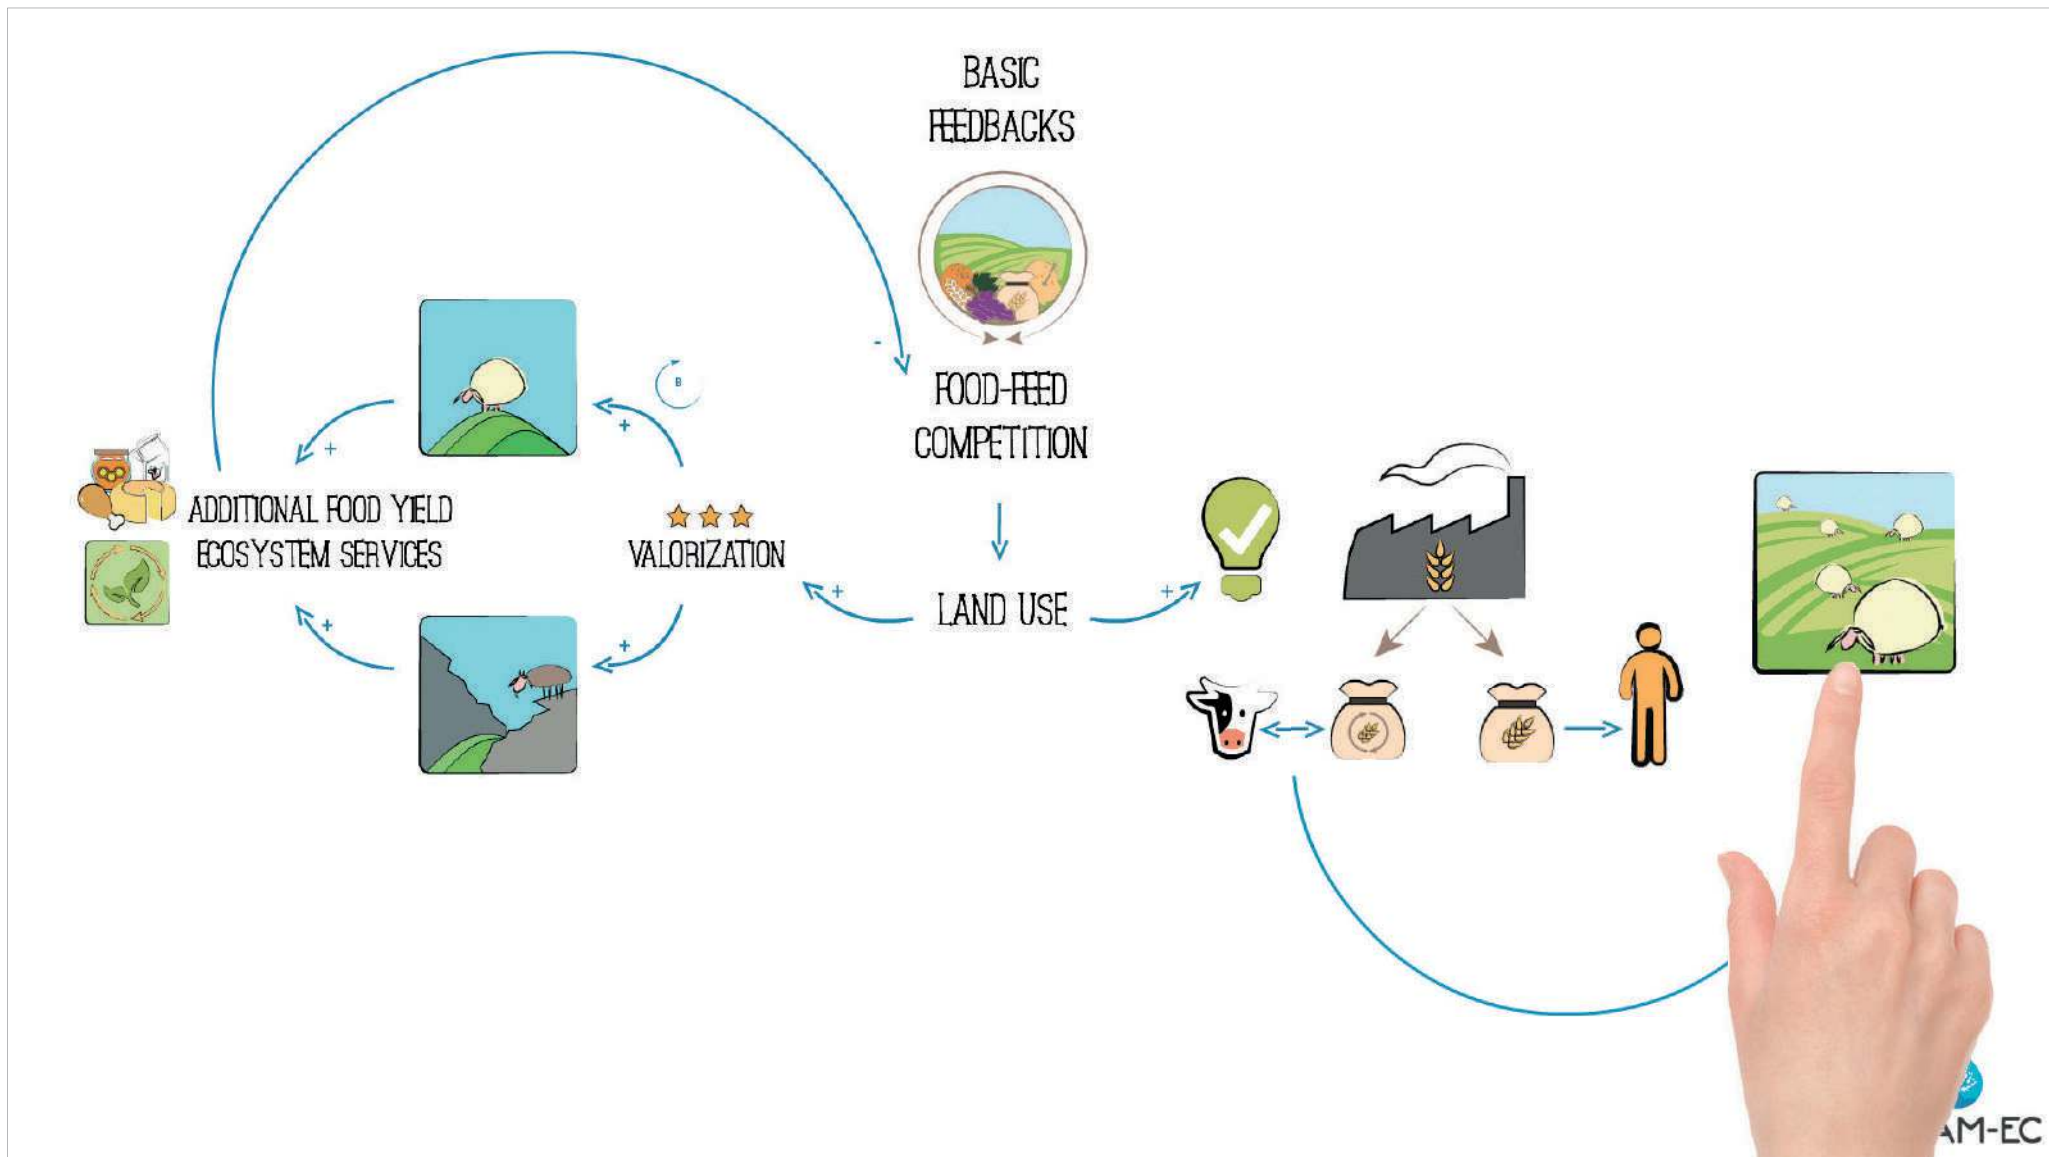 BASIC
FEEDBACKS
-
FOOD-FEED
COMPETITION
B
+
+
ADDITIONAL FOOD YIELD
ECOSYSTEM SERVICES
VALORIZATION
+
+
LAND USE
+
+
AM-EC